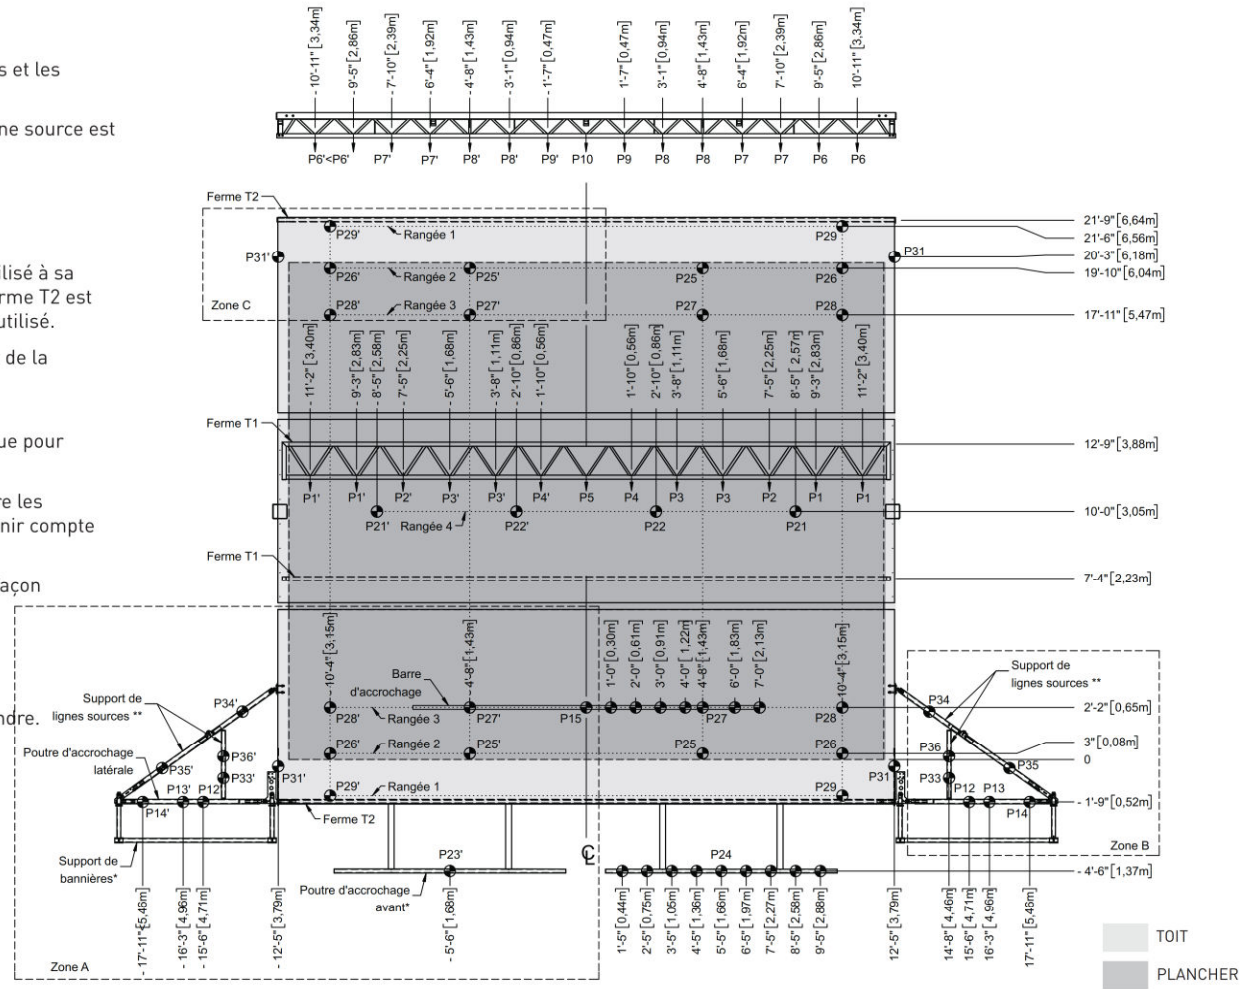 s et les
ne source est
ilisé à sa
erme T2 est
utilisé.
de la
ue pour
re les
nir compte
açon
ndre.
- 10'-11" [3,34m]
- 9'-5" [2,86m]
- 7'-10" [2,39m]
- 6'-4" [1,92m]
- 4'-8" [1,43m]
- 3'-1" [0,94m]
- 1'-7" [0,47m]
1'-7" [0,47m]
3'-1" [0,94m]
4'-8" [1,43m]
6'-4" [1,92m]
7'-10" [2,39m]
9'-5" [2,86m]
10'-11" [3,34m]
P6'<P6' P7' P7' P8' P8' P9' P10 P9 P8 P8 P7 P7 P6 P6
Ferme T2
21'-9" [6,64m]
P29' Rangée 1 P29
21'-6" [6,56m]
P31' P31
20'-3" [6,18m]
P26' Rangée 2 P25' P25 P26
19'-10" [6,04m]
Zone C
P28' Rangée 3 P27' P27 P28
17'-11" [5,47m]
- 11'-2" [3,40m]
- 9'-3" [2,83m]
- 8'-5" [2,58m]
- 7'-5" [2,25m]
- 5'-6" [1,68m]
- 3'-8" [1,11m]
- 2'-10" [0,86m]
- 1'-10" [0,56m]
1'-10" [0,56m]
2'-10" [0,86m]
3'-8" [1,11m]
5'-6" [1,68m]
7'-5" [2,25m]
8'-5" [2,57m]
9'-3" [2,83m]
11'-2" [3,40m]
Ferme T1
12'-9" [3,88m]
P1' P1' P2' P3' P3' P4' P5 P4 P3 P3 P2 P1 P1
P21' Rangée 4 P22' P22 P21
10'-0" [3,05m]
Ferme T1
7'-4" [2,23m]
- 10'-4" [3,15m]
- 4'-8" [1,43m]
1'-0" [0,30m]
2'-0" [0,61m]
3'-0" [0,91m]
4'-0" [1,22m]
4'-8" [1,43m]
6'-0" [1,83m]
7'-0" [2,13m]
10'-4" [3,15m]
Barre
d'accrochage
Support de
lignes sources **
Support de
lignes sources **
P34' P34
P28' Rangée 3 P27' P15 P27 P28
2'-2" [0,65m]
Poutre d'accrochage
latérale
P36' P26' Rangée 2 P25' P25 P26 P36
3" [0,08m]
0
P35' P33' P31' P31 P33 P35
P29' Rangée 1 P29
P14' P13' P12' P12 P13 P14
- 1'-9" [0,52m]
Ferme T2
Zone B
Support de
bannières*
P23' ℄ P24
- 4'-6" [1,37m]
Poutre d'accrochage
avant*
- 17'-11" [5,46m]
- 16'-3" [4,96m]
- 15'-6" [4,71m]
- 12'-5" [3,79m]
- 5'-6" [1,68m]
1'-5" [0,44m]
2'-5" [0,75m]
3'-5" [1,05m]
4'-5" [1,36m]
5'-5" [1,66m]
6'-5" [1,97m]
7'-5" [2,27m]
8'-5" [2,58m]
9'-5" [2,88m]
12'-5" [3,79m]
14'-8" [4,46m]
15'-6" [4,71m]
16'-3" [4,96m]
17'-11" [5,46m]
Zone A
TOIT
PLANCHER